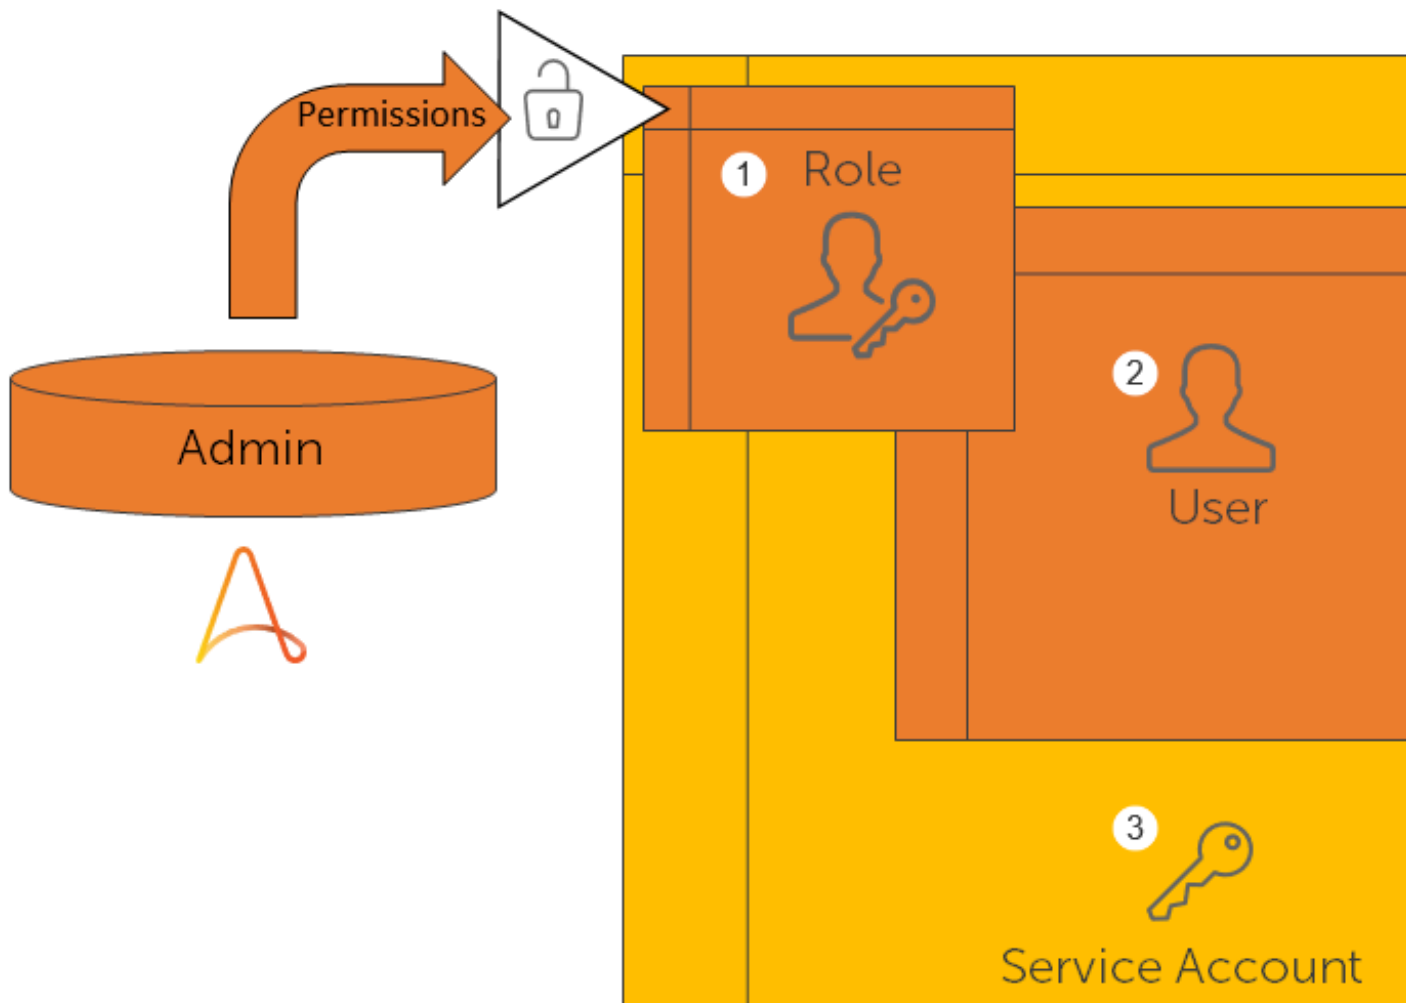 Permissions
1 Role
Admin
2
User
3
Service Account